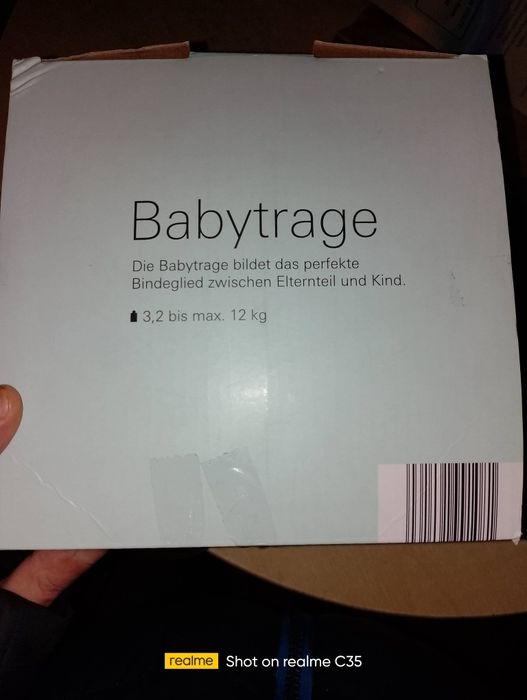 Babytrage
Die Babytrage bildet das perfekte
Bindeglied zwischen Elternteil und Kind.
3,2 bis max. 12 kg
realme Shot on realme C35